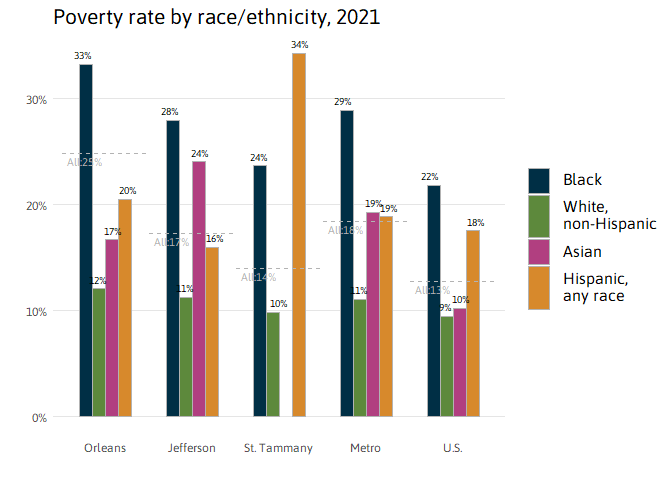 Poverty rate by race/ethnicity, 2021
33%
12%
17%
20%
28%
11%
24%
16%
24%
10%
34%
29%
11%
19%
19%
22%
9%
10%
18%
All:25%
All:17%
All:14%
All:18%
All:13%
30%
20%
10%
0%
Orleans
Jefferson
St. Tammany
Metro
U.S.
Black
White,
non-Hispanic
Asian
Hispanic,
any race